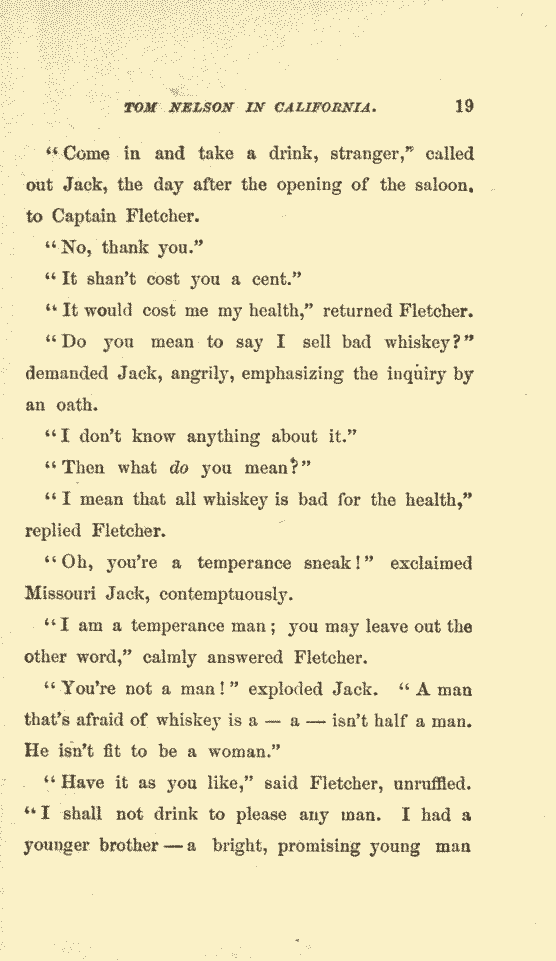 TOM NELSON IN CALIFORNIA. 19
“Come in and take a drink, stranger,” called
out Jack, the day after the opening of the saloon,
to Captain Fletcher.
“No, thank you.”
“It shan’t cost you a cent.”
“It would cost me my health,” returned Fletcher.
“Do you mean to say I sell bad whiskey?”
demanded Jack, angrily, emphasizing the inquiry by
an oath.
“I don’t know anything about it.”
“Then what do you mean?”
“I mean that all whiskey is bad for the health,”
replied Fletcher.
“Oh, you’re a temperance sneak!” exclaimed
Missouri Jack, contemptuously.
“I am a temperance man; you may leave out the
other word,” calmly answered Fletcher.
“You’re not a man!” exploded Jack. “A man
that’s afraid of whiskey is a — a — isn’t half a man.
He isn’t fit to be a woman.”
“Have it as you like,” said Fletcher, unruffled.
“I shall not drink to please any man. I had a
younger brother — a bright, promising young man